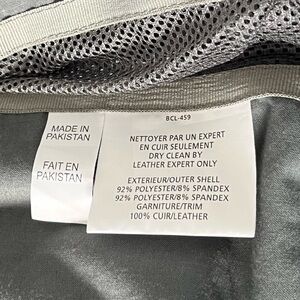 MADE IN
PAKISTAN
FAIT EN
PAKISTAN
BCL-459
NETTOYER PAR UN EXPERT
EN CUIR SEULEMENT
DRY CLEAN BY
LEATHER EXPERT ONLY
EXTERIEUR/OUTER SHELL
92% POLYESTER/8% SPANDEX
92% POLYESTER/8% SPANDEX
GARNITURE/TRIM
100% CUIR/LEATHER